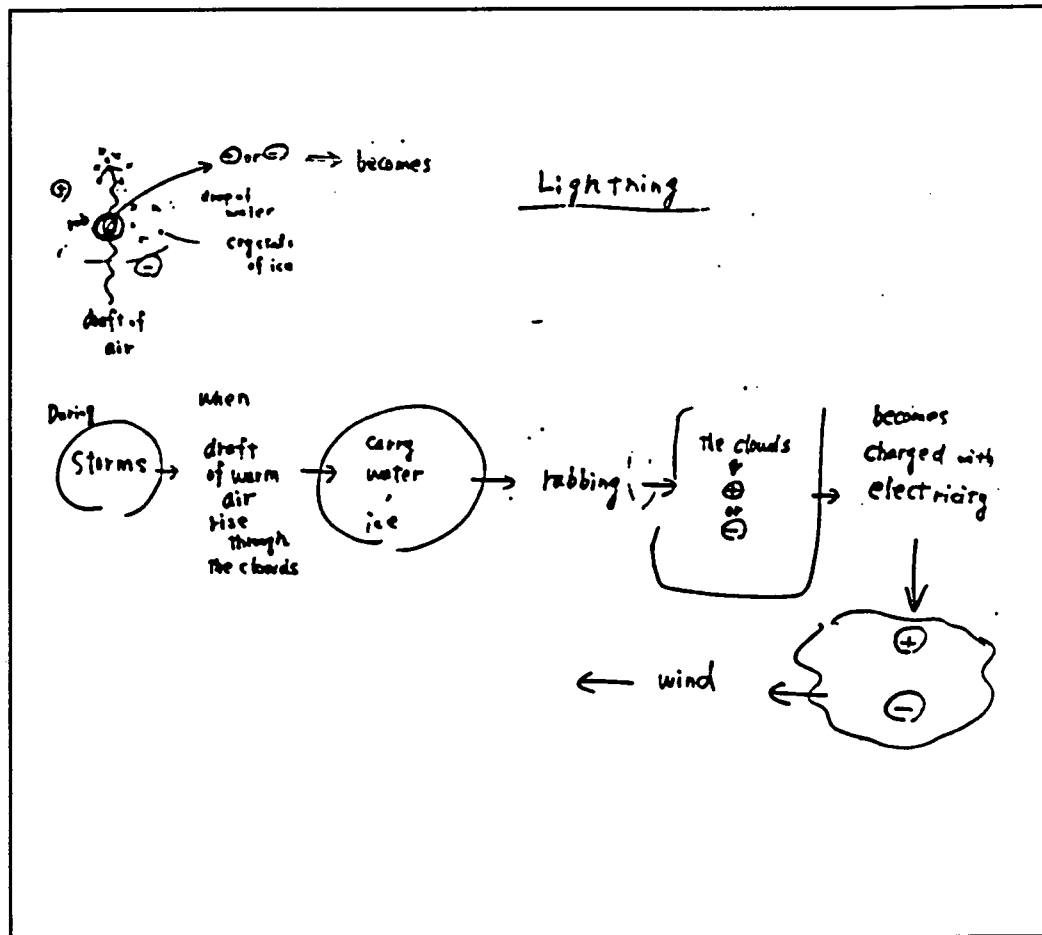 Lightning
⊕ or ⊖ ⟹ becomes
⊕
drop of
water
crystals
of ice
⊖
draft of
air
During
Storms →
when
draft
of warm
air
rise
through
the clouds
→ carry
water,
ice
→ rubbing
→ The clouds
⊕
or
⊖
→ becomes
charged with
electricity
⊕
⊖
← wind ←